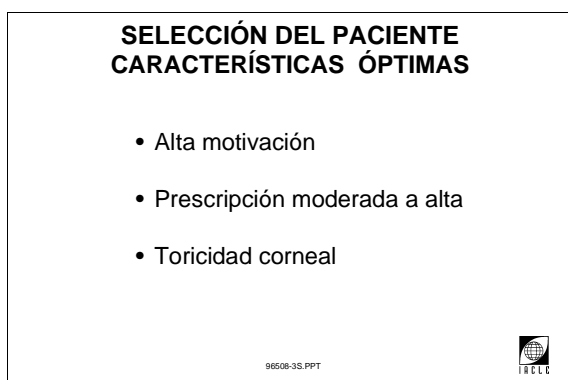 SELECCIÓN DEL PACIENTE
CARACTERÍSTICAS ÓPTIMAS
• Alta motivación
• Prescripción moderada a alta
• Toricidad corneal
96508-3S.PPT
IACLE